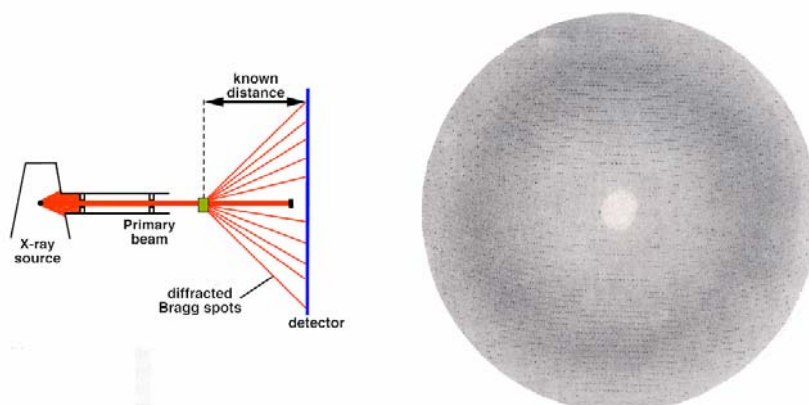 known
distance
Primary
beam
X-ray
source
diffracted
Bragg spots
detector